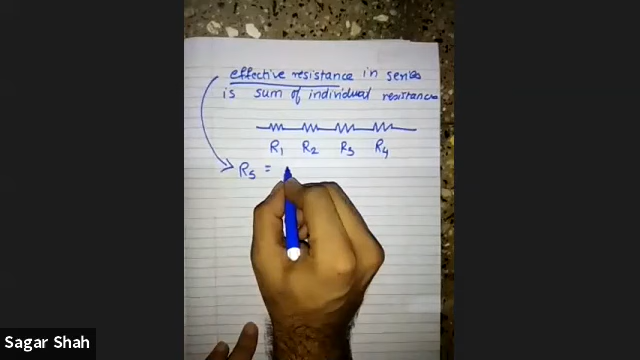 effective resistance in series
is sum of individual resistance
R1 R2 R3 R4
Rs =
Sagar Shah